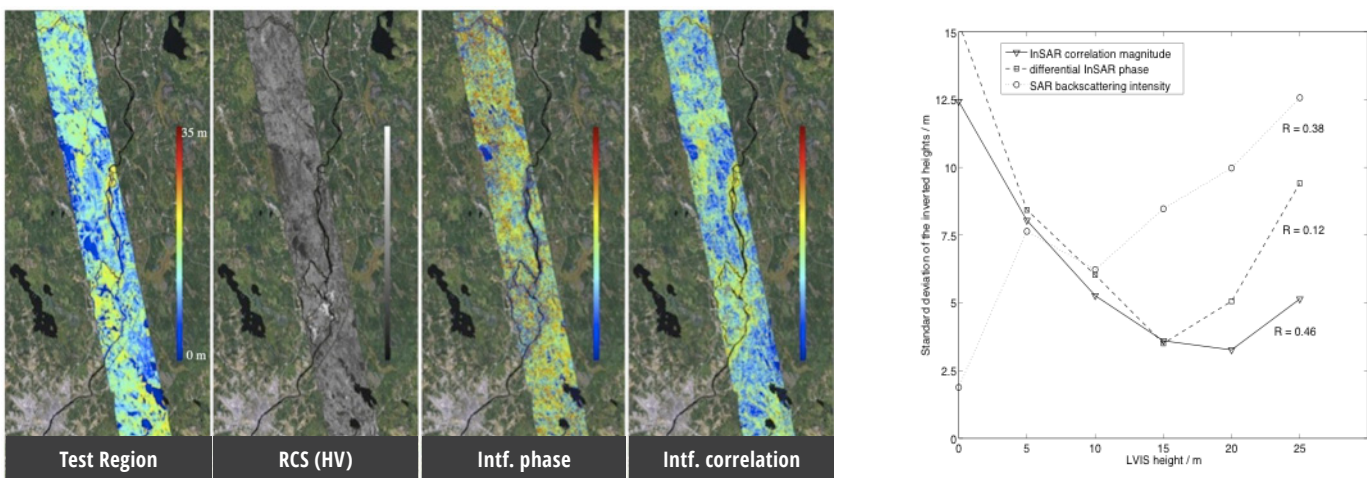 35 m
0 m
Test Region
RCS (HV)
Intf. phase
Intf. correlation
15
12.5
10
7.5
5
2.5
0
Standard deviation of the inverted heights / m
InSAR correlation magnitude
differential InSAR phase
SAR backscattering intensity
R = 0.38
R = 0.12
R = 0.46
0 5 10 15 20 25
LVIS height / m